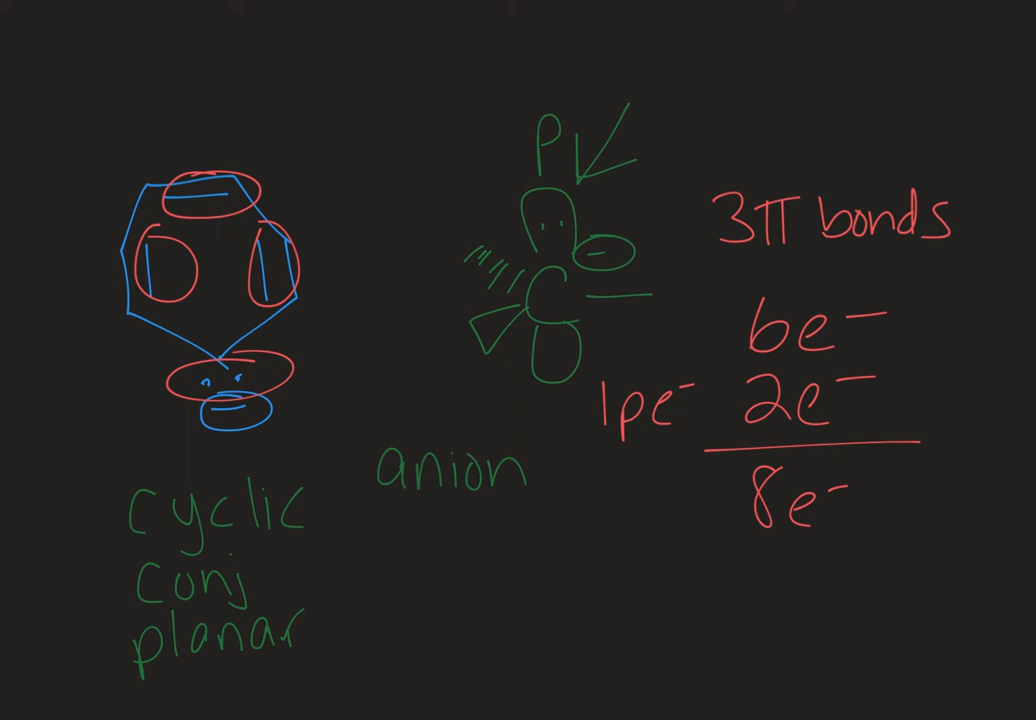 P
3π bonds
C
6e⁻
1pe⁻ 2e⁻
8e⁻
anion
cyclic
conj
planar